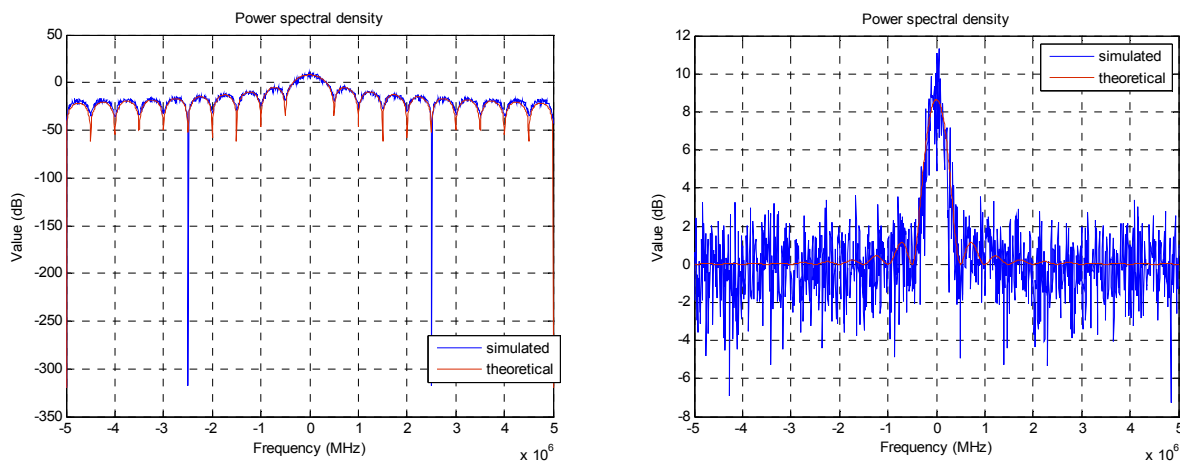 Power spectral density
50
0
-50
-100
-150
-200
-250
-300
-350
Value (dB)
simulated
theoretical
-5 -4 -3 -2 -1 0 1 2 3 4 5
Frequency (MHz)
x 10^6
Power spectral density
12
10
8
6
4
2
0
-2
-4
-6
-8
Value (dB)
simulated
theoretical
-5 -4 -3 -2 -1 0 1 2 3 4 5
Frequency (MHz)
x 10^6